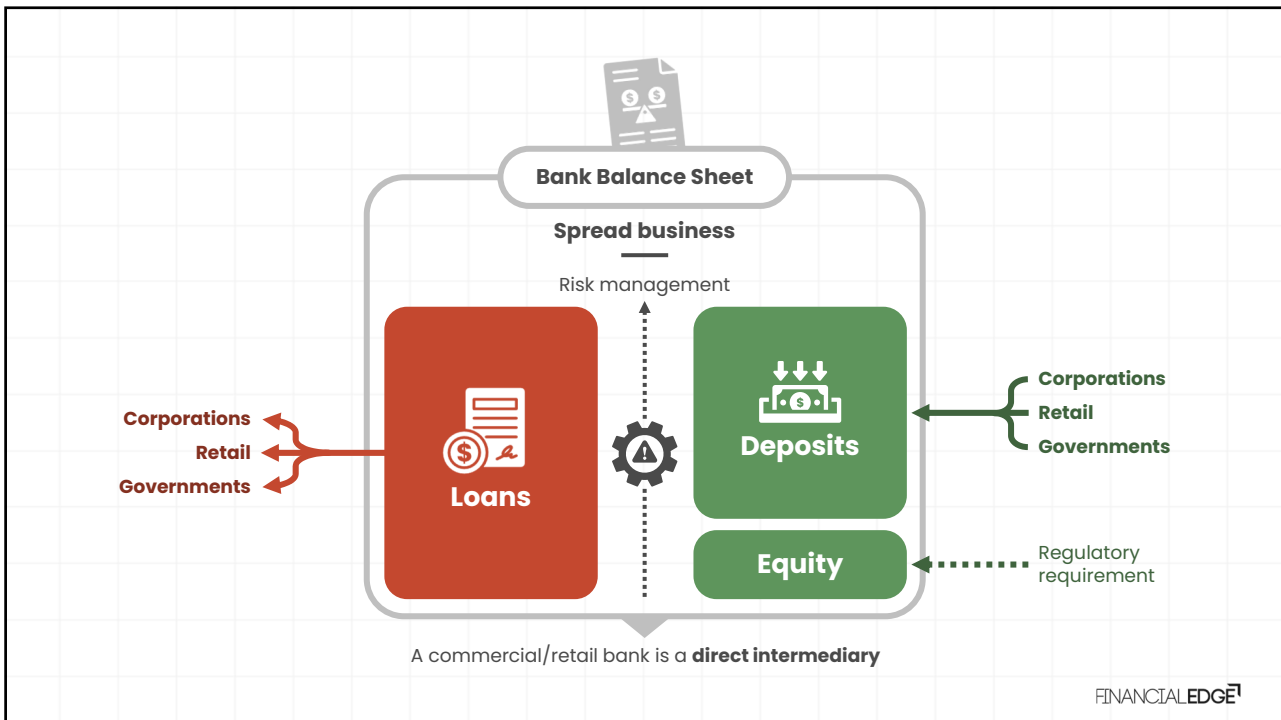 Bank Balance Sheet
Spread business
Risk management
Corporations
Retail
Governments
$
Loans
$
Deposits
Equity
Corporations
Retail
Governments
Regulatory
requirement
A commercial/retail bank is a direct intermediary
FINANCIALEDGE